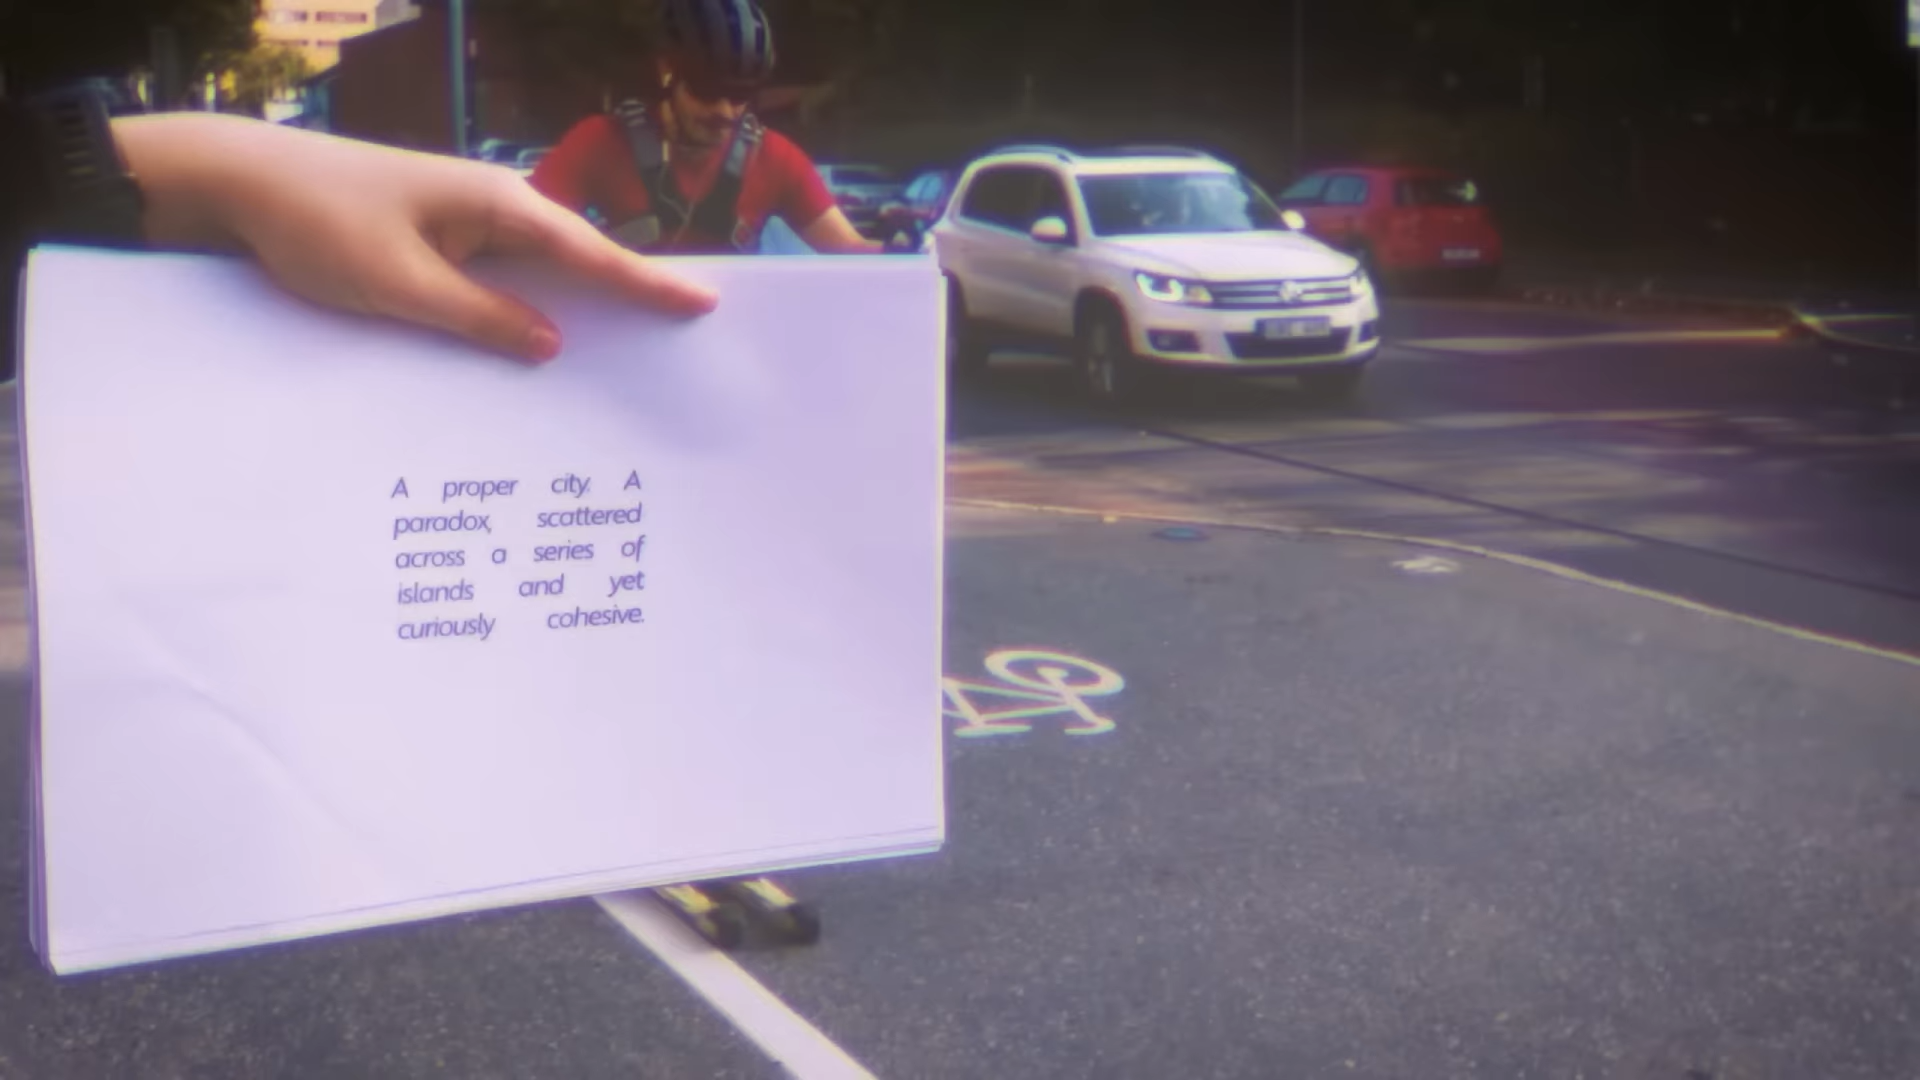 A proper city. A
paradox, scattered
across a series of
islands and yet
curiously cohesive.